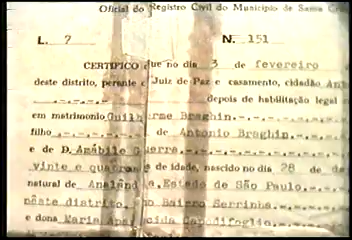 Oficial do Registro Civil do Município de Santa
L. 7 N. 151
CERTIFICO que no dia 3 de fevereiro
deste distrito, perante o Juiz de Paz e casamento, cidadão
depois de habilitação legal
em matrimonio Guilherme Braghin.
filho de Antonio Braghin.
e de D. Amábile Guerra.
vinte e quatro de idade, nascido no dia 28 de
natural de Analândia, Estado de São Paulo.
nêste distrito, no Bairro Serrinha.
e dona Maria Aparecida Capodifoglio.